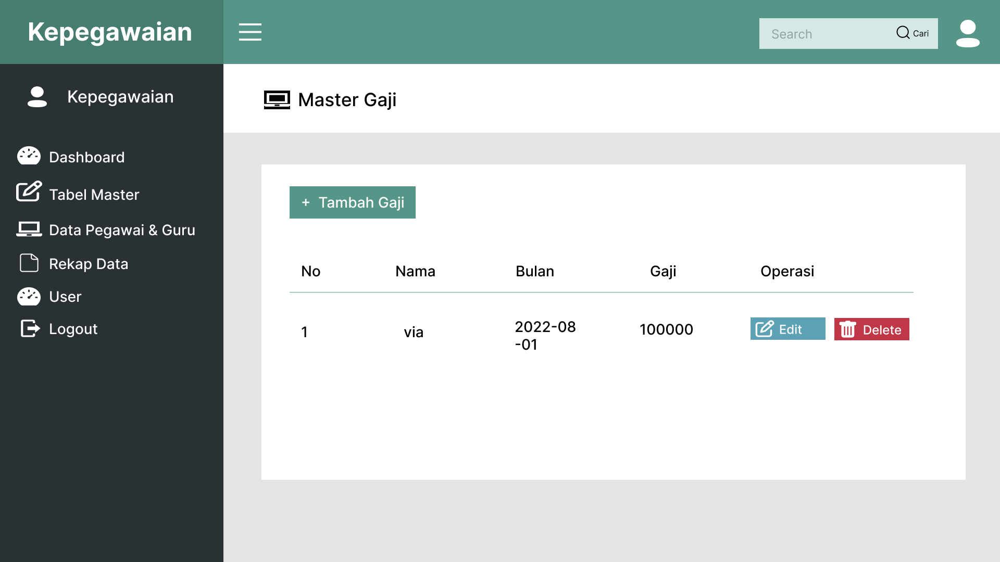 Kepegawaian
Search
Cari
Kepegawaian
Master Gaji
Dashboard
Tabel Master
Data Pegawai & Guru
Rekap Data
User
Logout
+ Tambah Gaji
No Nama Bulan Gaji Operasi
1 via 2022-08 100000 Edit Delete
-01